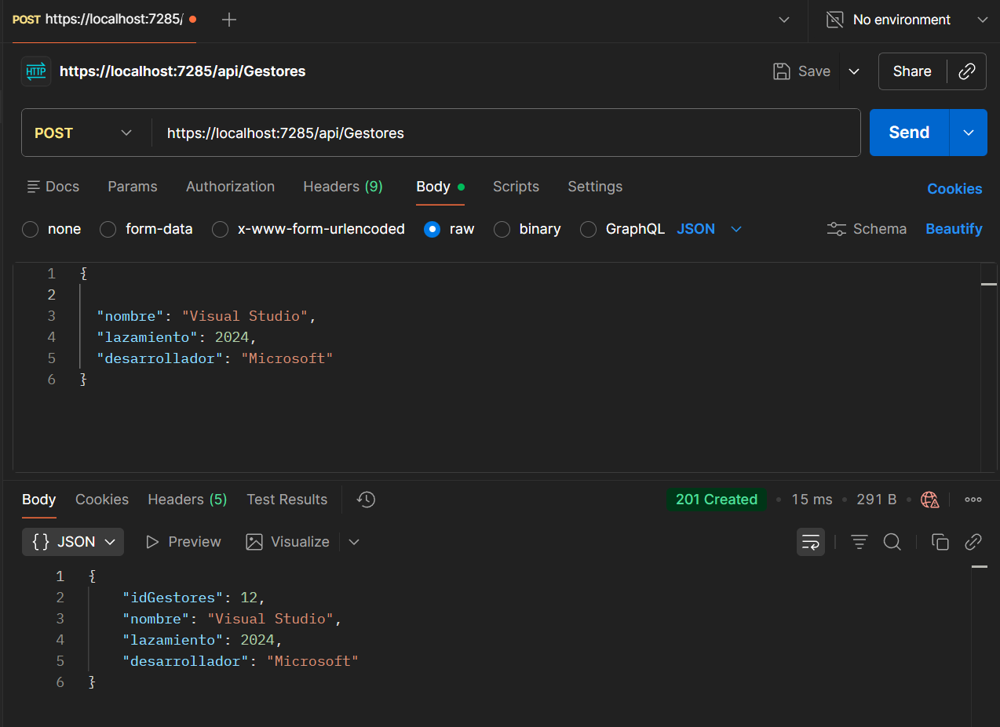 POST https://localhost:7285/
No environment
HTTP https://localhost:7285/api/Gestores
Save
Share
POST https://localhost:7285/api/Gestores
Send
Docs Params Authorization Headers (9) Body Scripts Settings Cookies
none form-data x-www-form-urlencoded raw binary GraphQL JSON Schema Beautify
1 {
2
3 "nombre": "Visual Studio",
4 "lazamiento": 2024,
5 "desarrollador": "Microsoft"
6 }
Body Cookies Headers (5) Test Results 201 Created • 15 ms • 291 B •
{} JSON Preview Visualize
1 {
2 "idGestores": 12,
3 "nombre": "Visual Studio",
4 "lazamiento": 2024,
5 "desarrollador": "Microsoft"
6 }